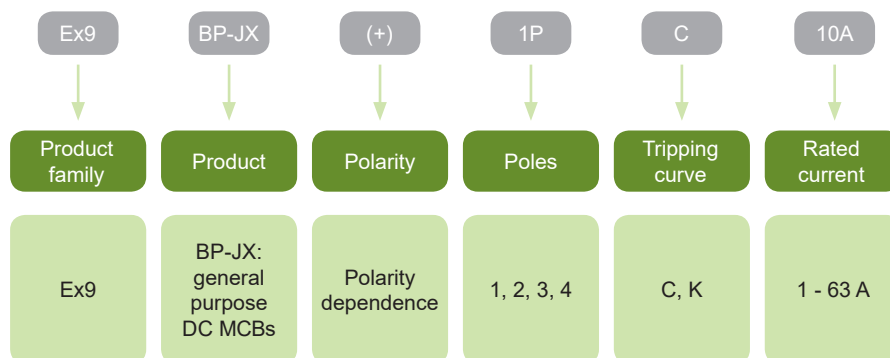 Ex9 BP-JX (+) 1P C 10A
Product family
Product
Polarity
Poles
Tripping curve
Rated current
Ex9
BP-JX:
general
purpose
DC MCBs
Polarity
dependence
1, 2, 3, 4
C, K
1 - 63 A